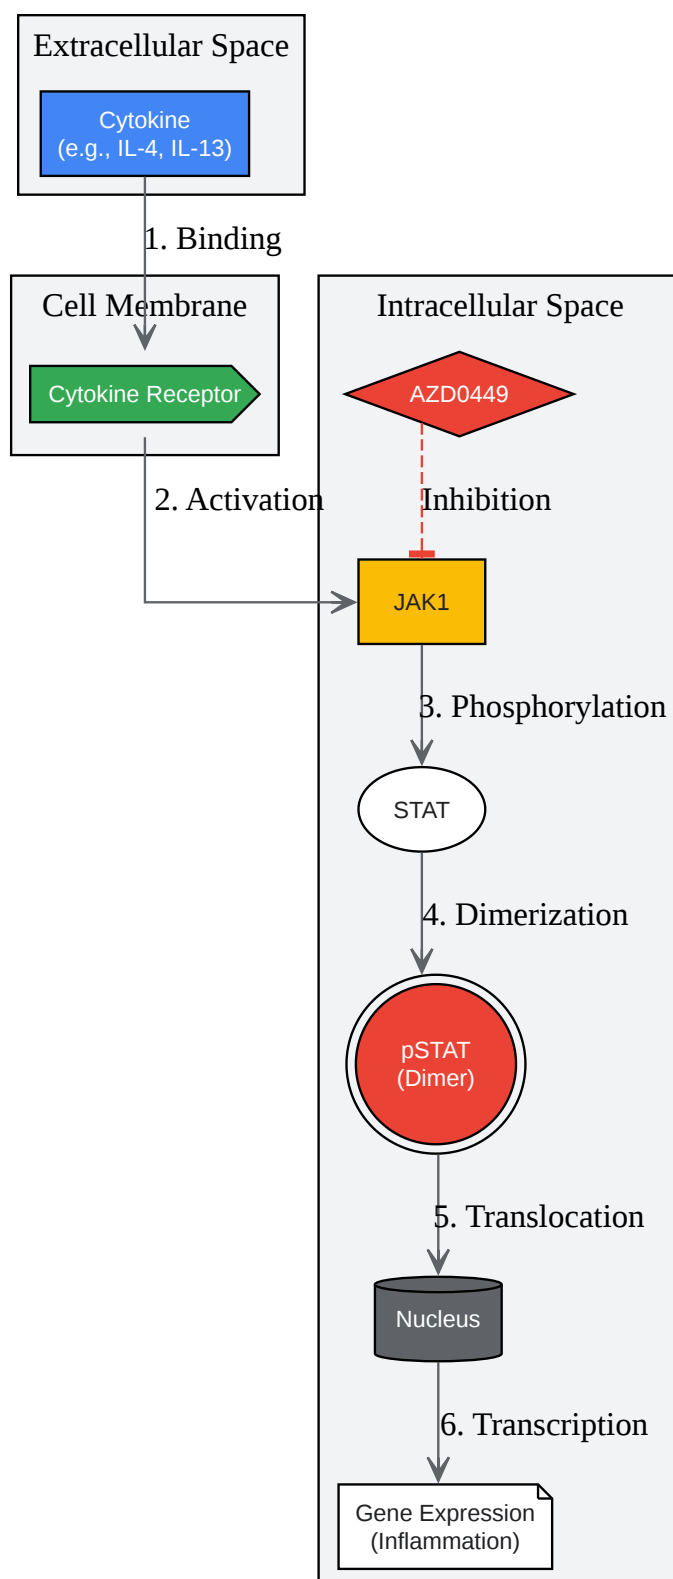 Extracellular Space
Cytokine
(e.g., IL-4, IL-13)
1. Binding
Cell Membrane
Cytokine Receptor
Intracellular Space
AZD0449
2. Activation
Inhibition
JAK1
3. Phosphorylation
STAT
4. Dimerization
pSTAT
(Dimer)
5. Translocation
Nucleus
6. Transcription
Gene Expression
(Inflammation)